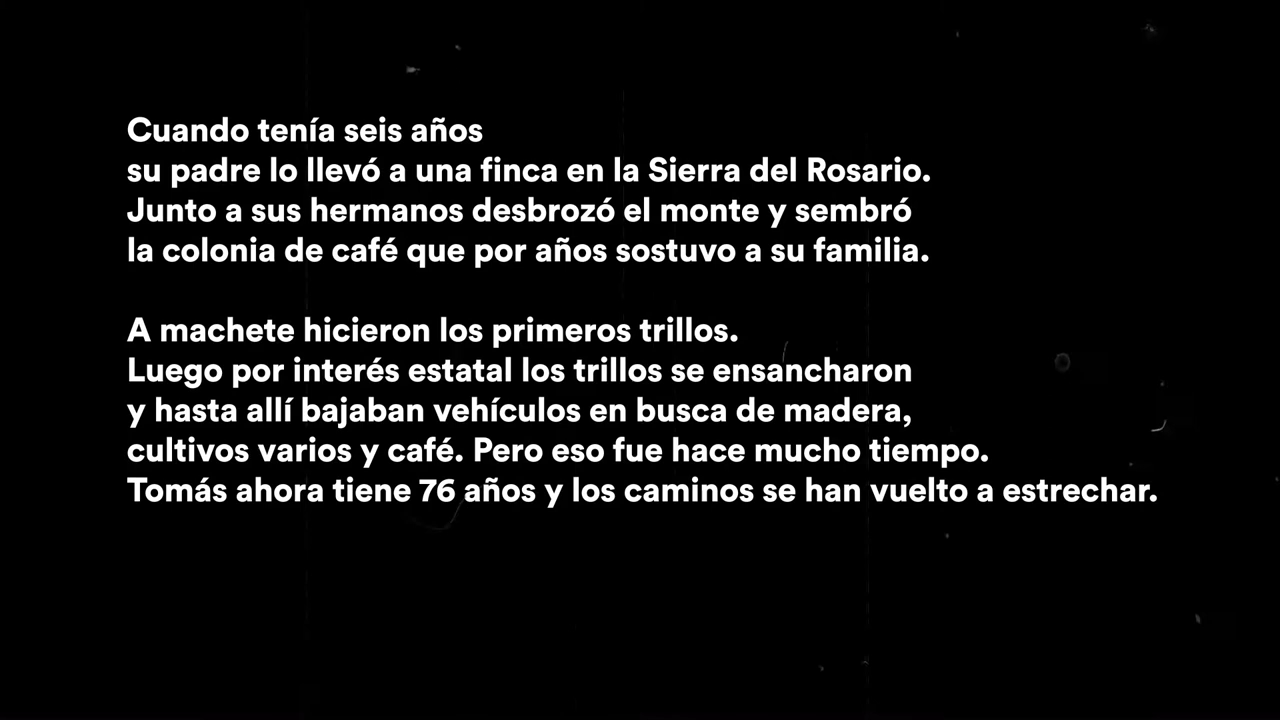 Cuando tenía seis años
su padre lo llevó a una finca en la Sierra del Rosario.
Junto a sus hermanos desbrozó el monte y sembró
la colonia de café que por años sostuvo a su familia.
A machete hicieron los primeros trillos.
Luego por interés estatal los trillos se ensancharon
y hasta allí bajaban vehículos en busca de madera,
cultivos varios y café. Pero eso fue hace mucho tiempo.
Tomás ahora tiene 76 años y los caminos se han vuelto a estrechar.